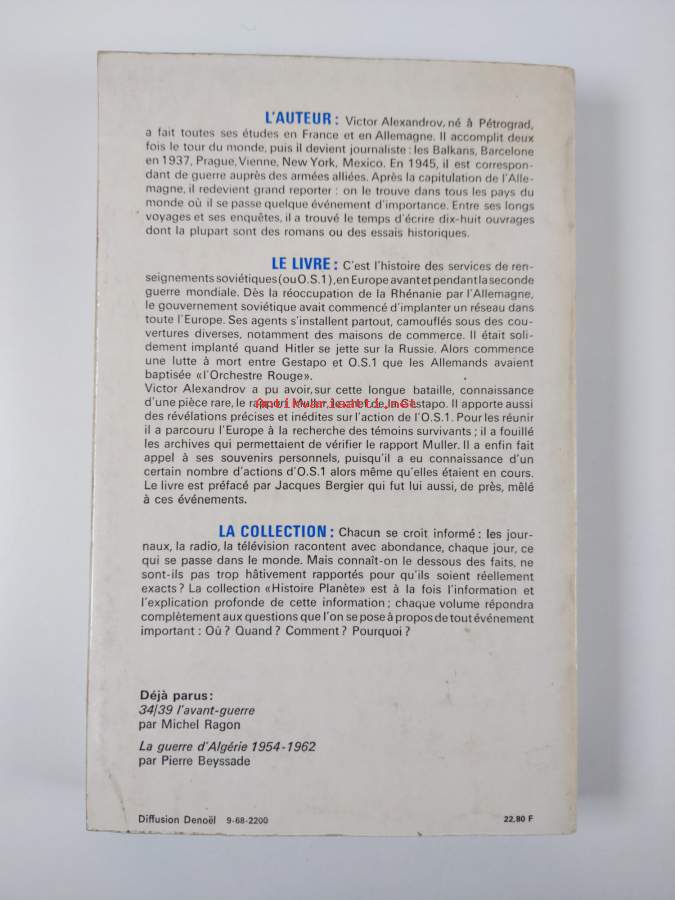 L'AUTEUR : Victor Alexandrov, né à Pétrograd,
a fait toutes ses études en France et en Allemagne. Il accomplit deux
fois le tour du monde, puis il devient journaliste : les Balkans, Barcelone
en 1937, Prague, Vienne, New York, Mexico. En 1945, il est correspon-
dant de guerre auprès des armées alliées. Après la capitulation de l'Alle-
magne, il redevient grand reporter : on le trouve dans tous les pays du
monde où il se passe quelque événement d'importance. Entre ses longs
voyages et ses enquêtes, il a trouvé le temps d'écrire dix-huit ouvrages
dont la plupart sont des romans ou des essais historiques.
LE LIVRE : C'est l'histoire des services de ren-
seignements soviétiques (ou O.S.1), en Europe avant et pendant la seconde
guerre mondiale. Dès la réoccupation de la Rhénanie par l'Allemagne,
le gouvernement soviétique avait commencé d'implanter un réseau dans
toute l'Europe. Ses agents s'installent partout, camouflés sous des cou-
vertures diverses, notamment des maisons de commerce. Il était soli-
dement implanté quand Hitler se jette sur la Russie. Alors commence
une lutte à mort entre Gestapo et O.S.1 que les Allemands avaient
baptisée «l'Orchestre Rouge».
Victor Alexandrov a pu avoir, sur cette longue bataille, connaissance
d'une pièce rare, le rapport Muller, le chef de la Gestapo. Il apporte aussi
antikvariaatti.net
des révélations précises et inédites sur l'action de l'O.S.1. Pour les réunir
il a parcouru l'Europe à la recherche des témoins survivants ; il a fouillé
les archives qui permettaient de vérifier le rapport Muller. Il a enfin fait
appel à ses souvenirs personnels, puisqu'il a eu connaissance d'un
certain nombre d'actions d'O.S.1 alors même qu'elles étaient en cours.
Le livre est préfacé par Jacques Bergier qui fut lui aussi, de près, mêlé
à ces événements.
LA COLLECTION : Chacun se croit informé : les jour-
naux, la radio, la télévision racontent avec abondance, chaque jour, ce
qui se passe dans le monde. Mais connaît-on le dessous des faits, ne
sont-ils pas trop hâtivement rapportés pour qu'ils soient réellement
exacts ? La collection «Histoire Planète» est à la fois l'information et
l'explication profonde de cette information ; chaque volume répondra
complètement aux questions que l'on se pose à propos de tout événement
important : Où ? Quand ? Comment ? Pourquoi ?
Déjà parus :
34/39 l'avant-guerre
par Michel Ragon
La guerre d'Algérie 1954-1962
par Pierre Beyssade
Diffusion Denoël 9-68-2200
22,80 F